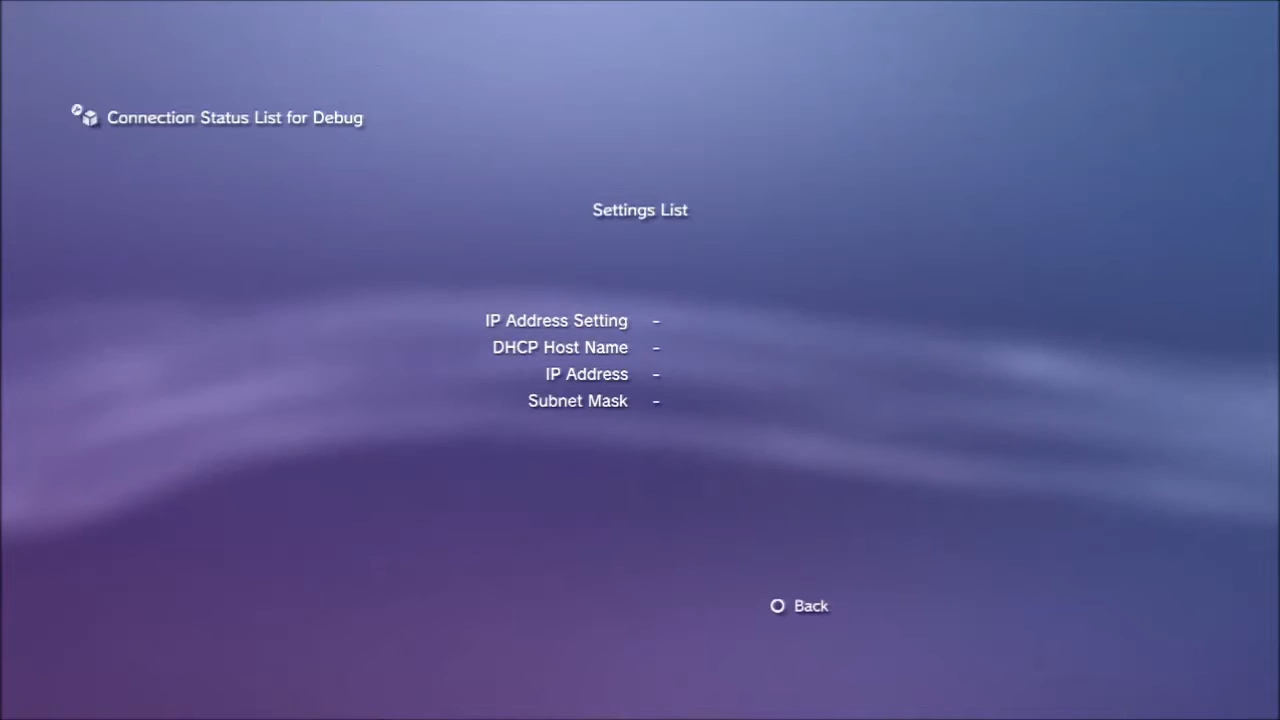 Connection Status List for Debug
Settings List
IP Address Setting -
DHCP Host Name -
IP Address -
Subnet Mask -
Back